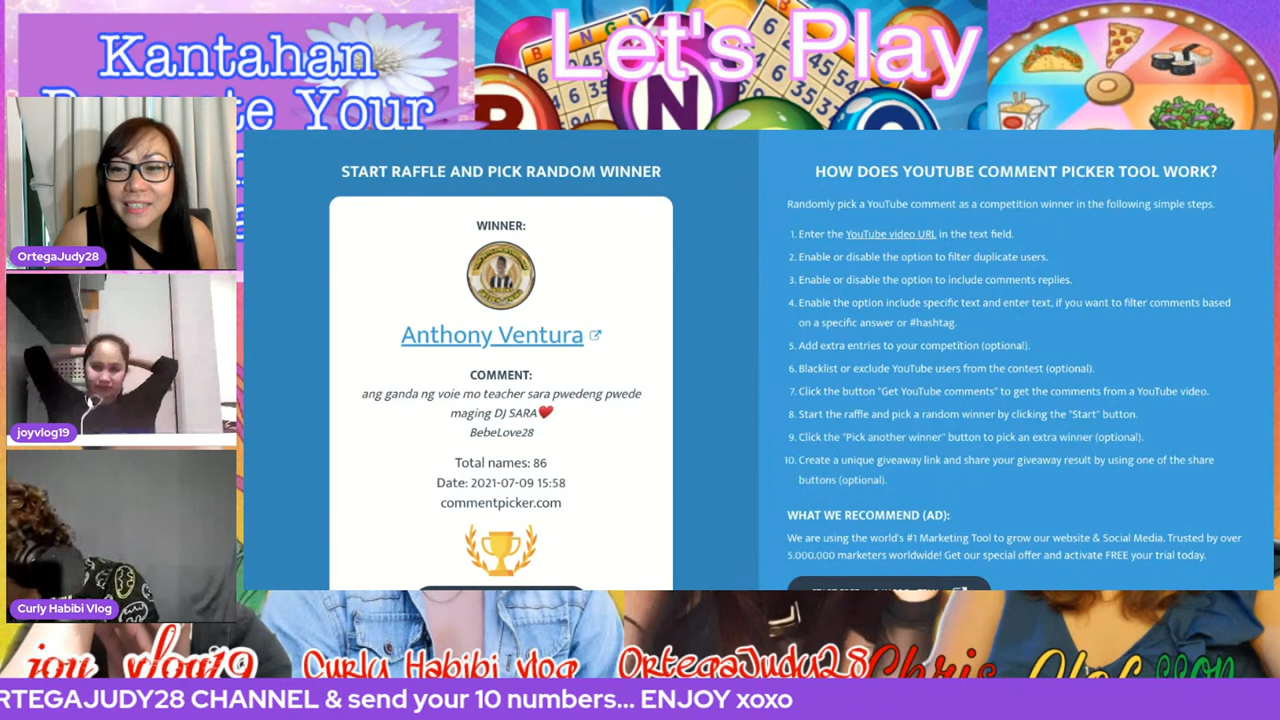 Kantahan
Let's Play
te Your
OrtegaJudy28
joyvlog19
Curly Habibi Vlog
START RAFFLE AND PICK RANDOM WINNER
WINNER:
Anthony Ventura
COMMENT:
ang ganda ng voie mo teacher sara pwedeng pwede
maging DJ SARA❤️
BebeLove28
Total names: 86
Date: 2021-07-09 15:58
commentpicker.com
HOW DOES YOUTUBE COMMENT PICKER TOOL WORK?
Randomly pick a YouTube comment as a competition winner in the following simple steps.
1. Enter the YouTube video URL in the text field.
2. Enable or disable the option to filter duplicate users.
3. Enable or disable the option to include comments replies.
4. Enable the option include specific text and enter text, if you want to filter comments based
on a specific answer or #hashtag.
5. Add extra entries to your competition (optional).
6. Blacklist or exclude YouTube users from the contest (optional).
7. Click the button "Get YouTube comments" to get the comments from a YouTube video.
8. Start the raffle and pick a random winner by clicking the "Start" button.
9. Click the "Pick another winner" button to pick an extra winner (optional).
10. Create a unique giveaway link and share your giveaway result by using one of the share
buttons (optional).
WHAT WE RECOMMEND (AD):
We are using the world's #1 Marketing Tool to grow our website & Social Media. Trusted by over
5.000.000 marketers worldwide! Get our special offer and activate FREE your trial today.
joy vlog19
Curly Habibi vlog
OrtegaJudy28
Chris
RTEGAJUDY28 CHANNEL & send your 10 numbers... ENJOY xoxo